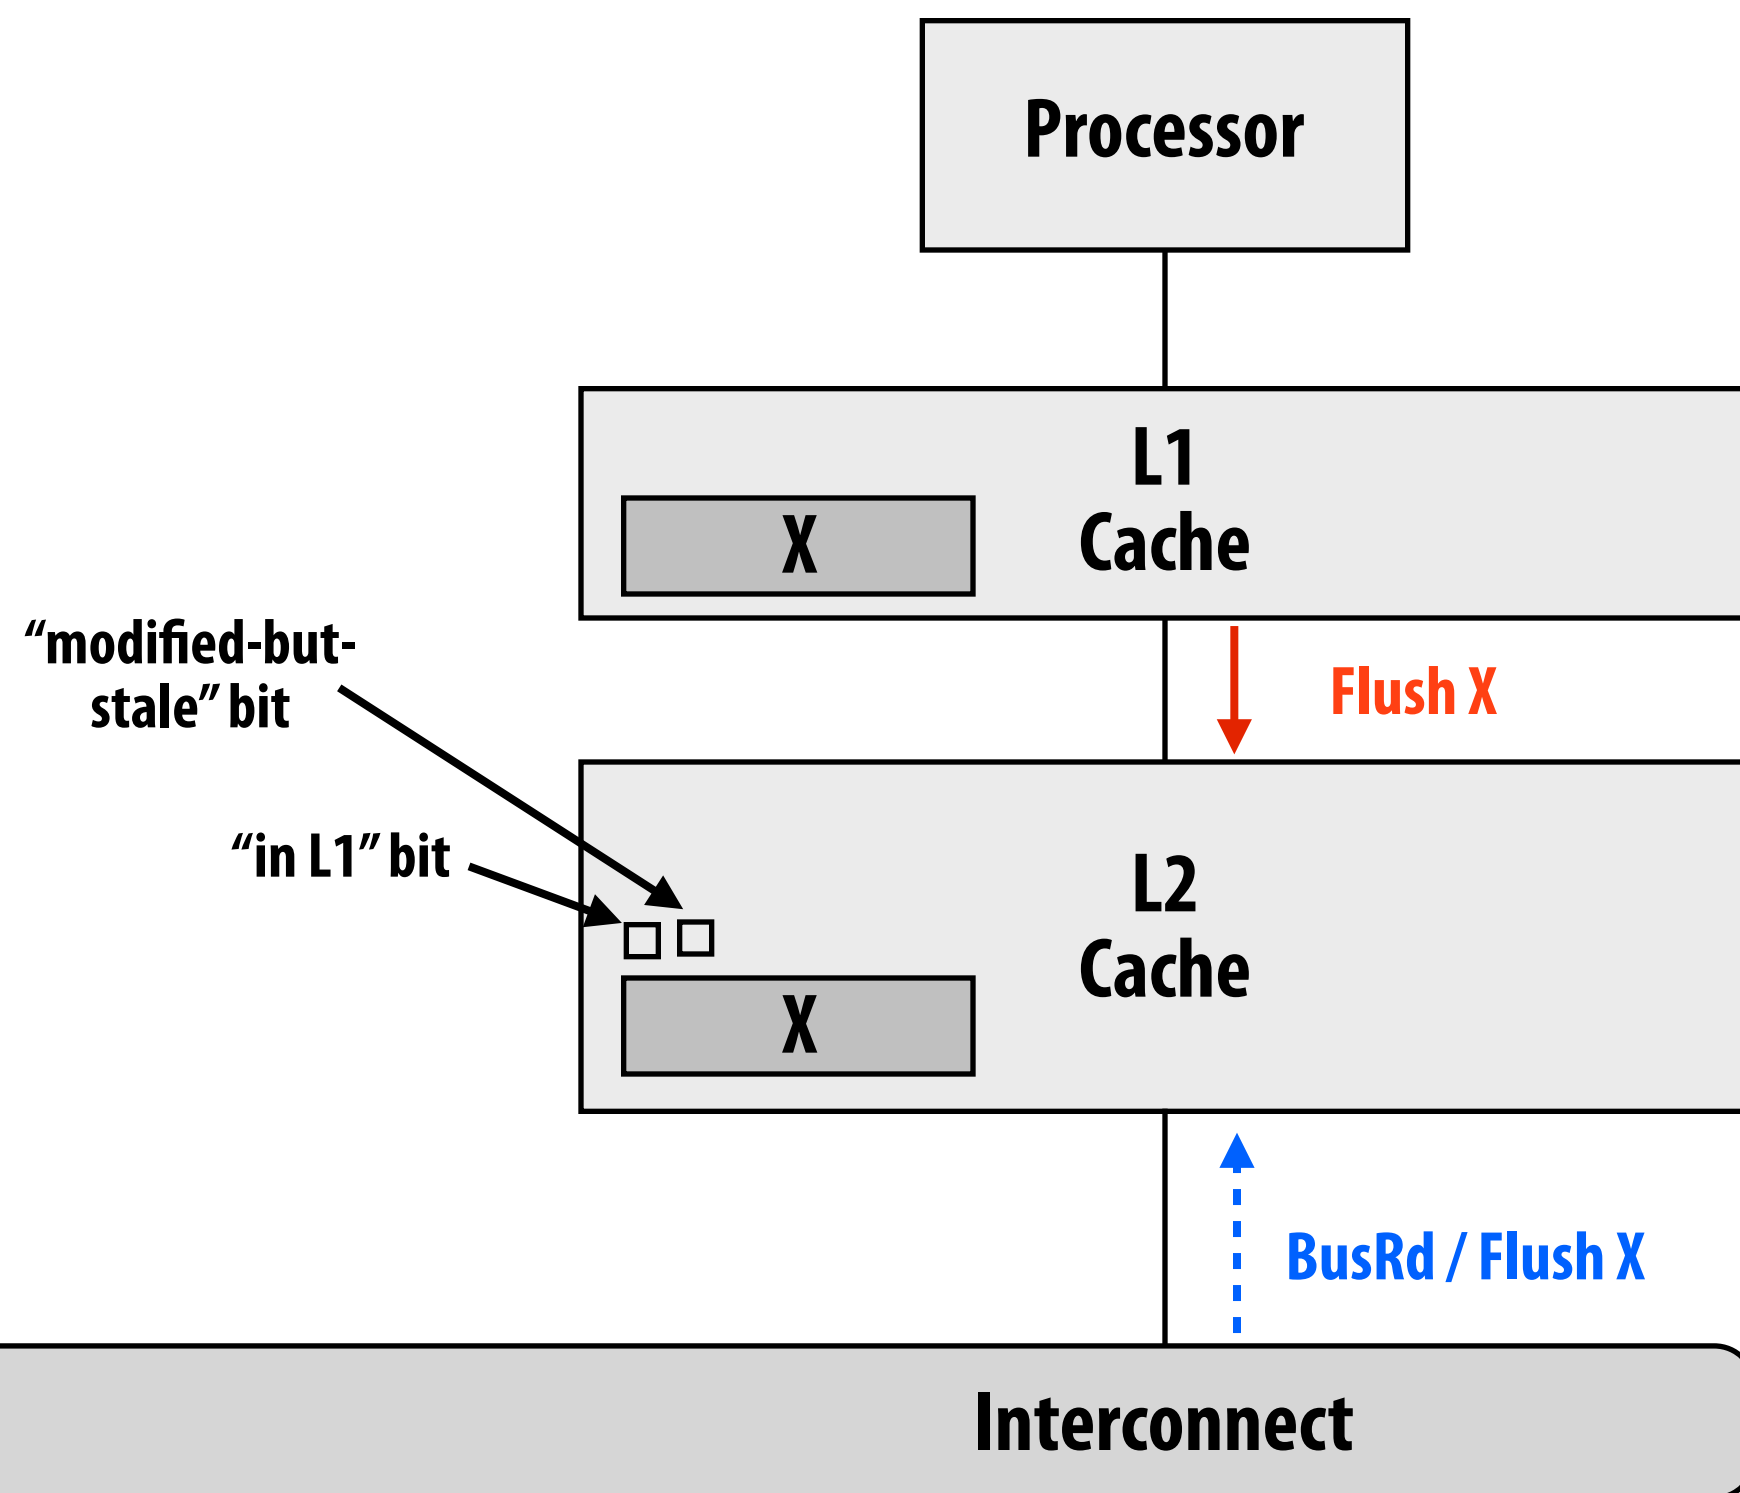 Processor
L1
Cache
X
“modified-but-
stale” bit
Flush X
“in L1” bit
L2
Cache
X
BusRd / Flush X
Interconnect